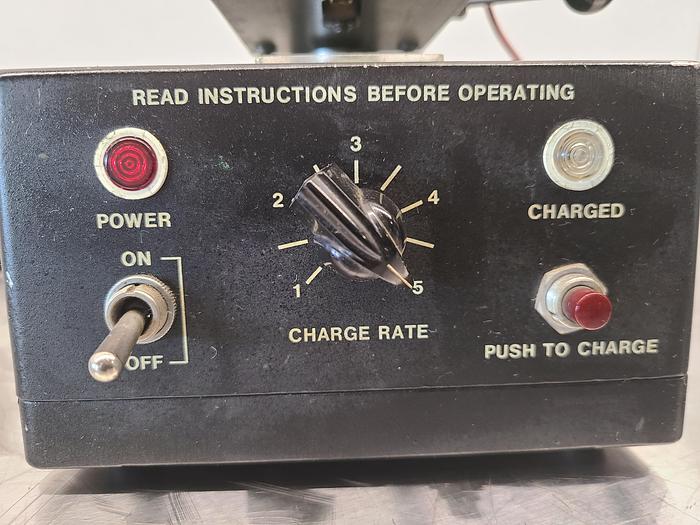 READ INSTRUCTIONS BEFORE OPERATING
3
2
4
POWER
CHARGED
ON
1
5
CHARGE RATE
OFF
PUSH TO CHARGE